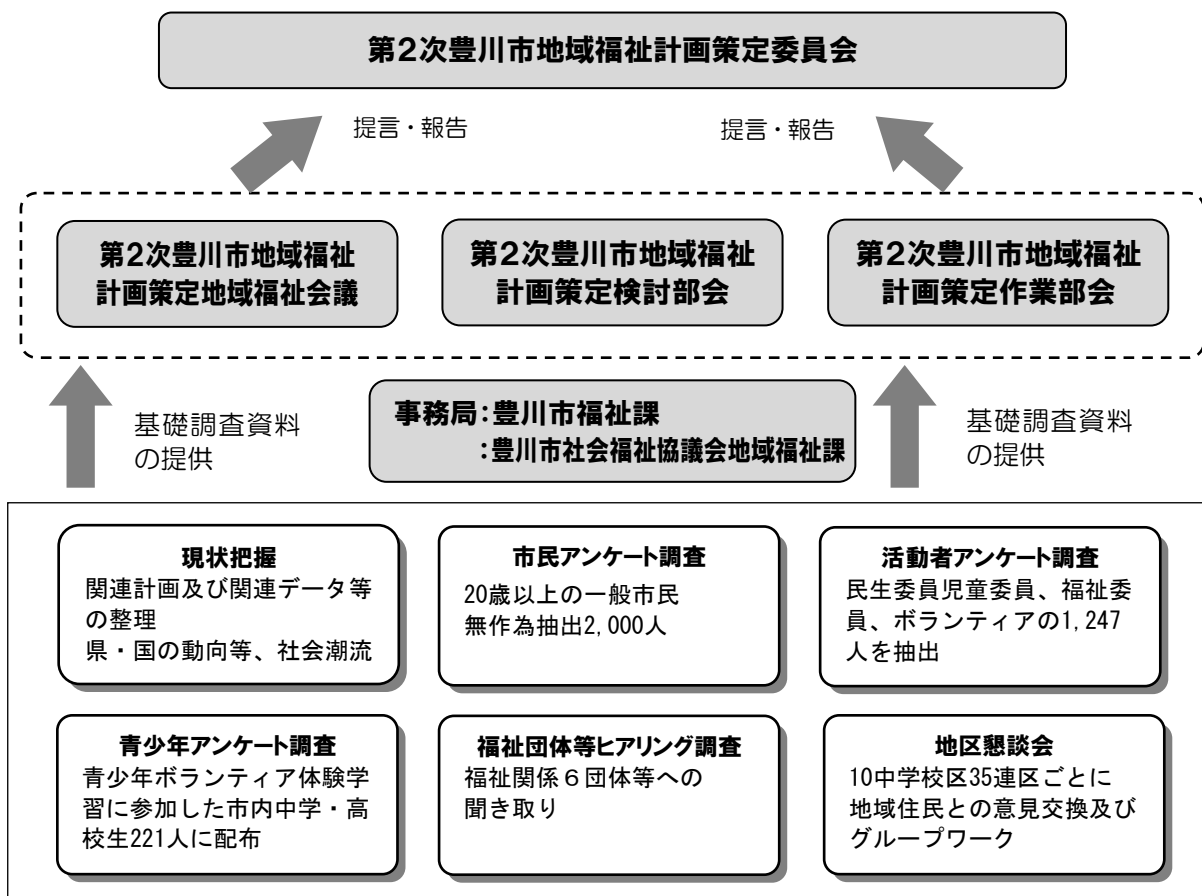 第2次豊川市地域福祉計画策定委員会
提言・報告
提言・報告
第2次豊川市地域福祉
計画策定地域福祉会議
第2次豊川市地域福祉
計画策定検討部会
第2次豊川市地域福祉
計画策定作業部会
基礎調査資料
の提供
事務局：豊川市福祉課
：豊川市社会福祉協議会地域福祉課
基礎調査資料
の提供
現状把握
関連計画及び関連データ等
の整理
県・国の動向等、社会潮流
市民アンケート調査
20歳以上の一般市民
無作為抽出2,000人
活動者アンケート調査
民生委員児童委員、福祉委
員、ボランティアの1,247
人を抽出
青少年アンケート調査
青少年ボランティア体験学
習に参加した市内中学・高
校生221人に配布
福祉団体等ヒアリング調査
福祉関係６団体等への
聞き取り
地区懇談会
10中学校区35連区ごとに
地域住民との意見交換及び
グループワーク